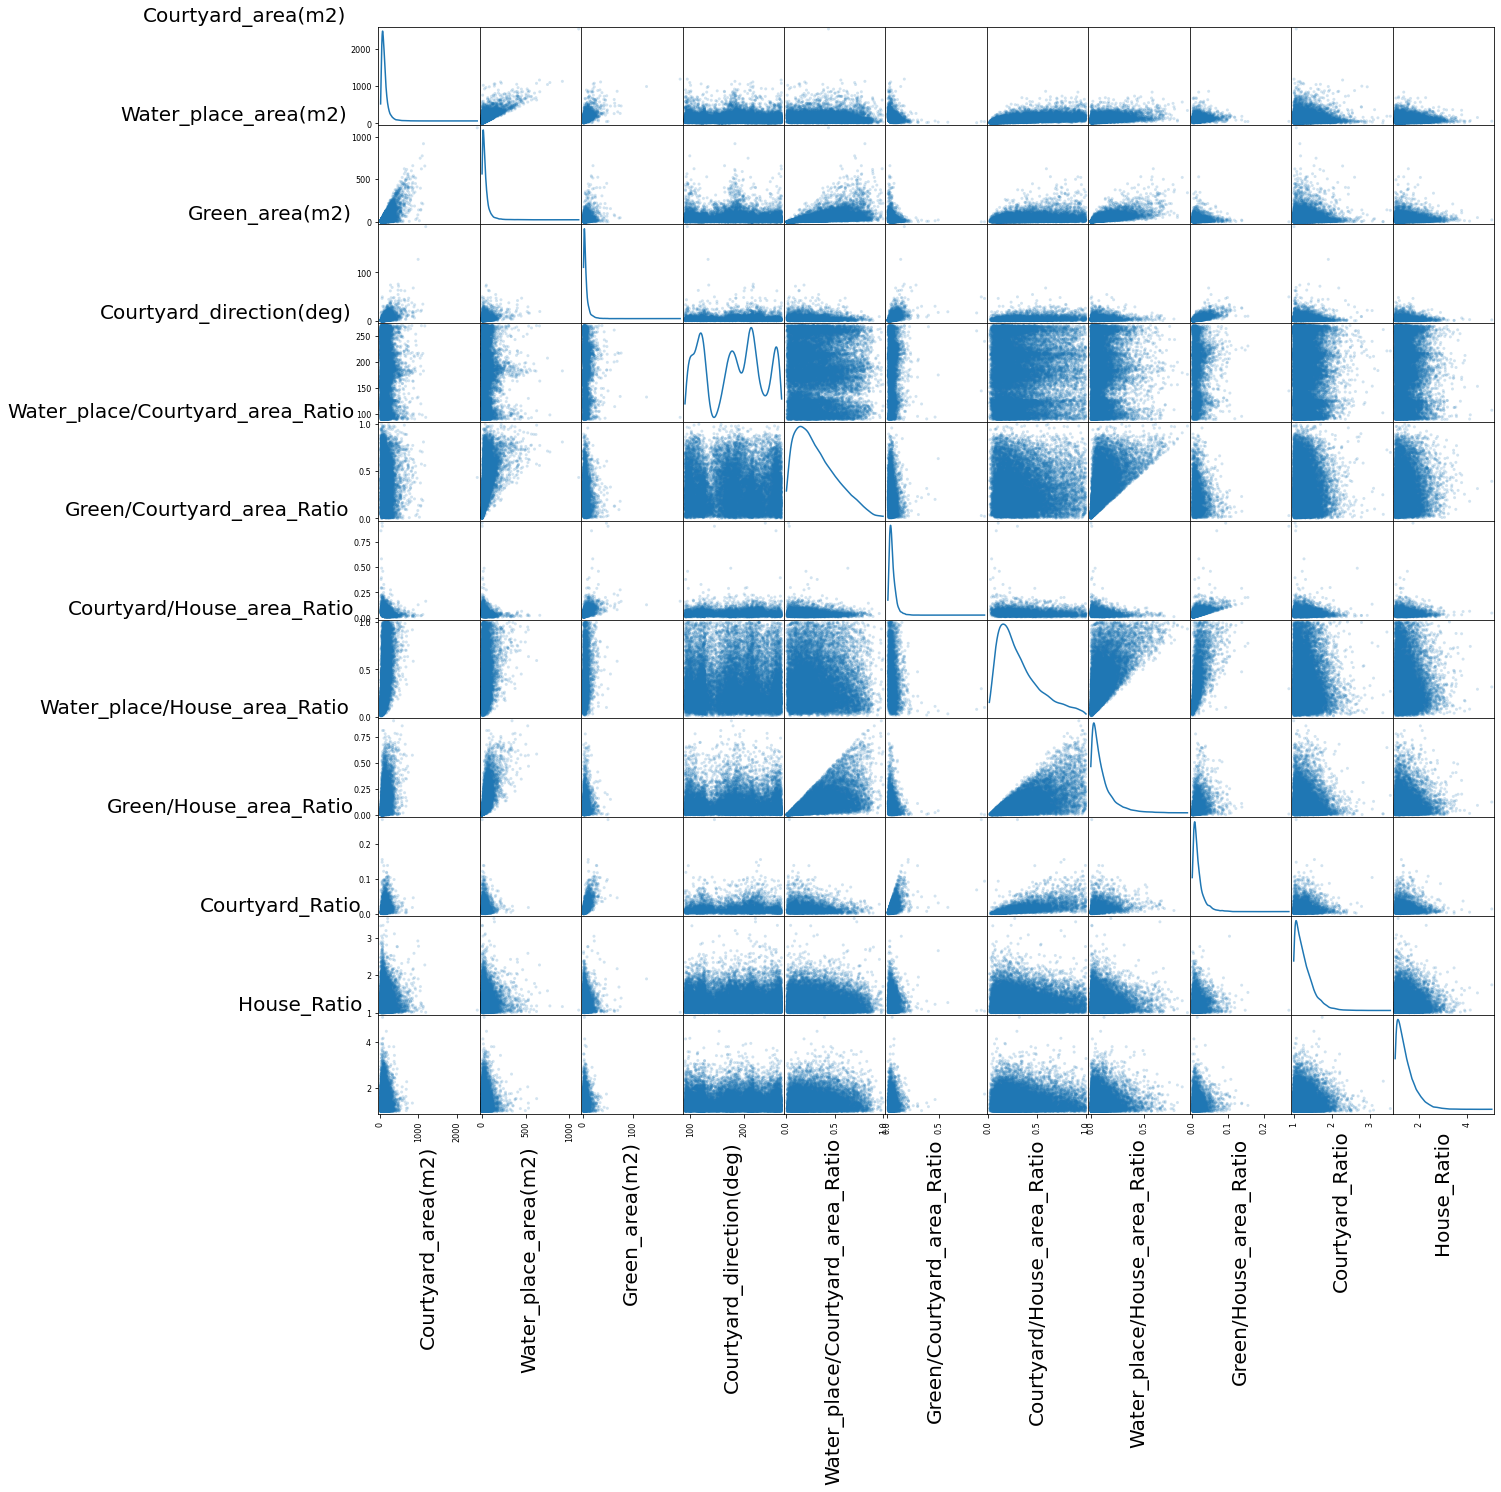 Courtyard_area(m2)
2000
1000
0
Water_place_area(m2)
1000
500
0
Green_area(m2)
100
0
Courtyard_direction(deg)
250
200
150
100
Water_place/Courtyard_area_Ratio
1.0
0.5
0.0
Green/Courtyard_area_Ratio
0.75
0.50
0.25
0.00
Courtyard/House_area_Ratio
1.0
0.5
0.0
Water_place/House_area_Ratio
0.75
0.50
0.25
0.00
Green/House_area_Ratio
0.2
0.1
0.0
Courtyard_Ratio
3
2
1
House_Ratio
4
2
0 1000 2000
0 500 1000
0 100
100 200
0.0 0.5 1.0
0.0 0.5
0.0 0.5 1.0
0.0 0.5
0.0 0.1 0.2
1 2 3
2 4
Courtyard_area(m2)
Water_place_area(m2)
Green_area(m2)
Courtyard_direction(deg)
Water_place/Courtyard_area_Ratio
Green/Courtyard_area_Ratio
Courtyard/House_area_Ratio
Water_place/House_area_Ratio
Green/House_area_Ratio
Courtyard_Ratio
House_Ratio